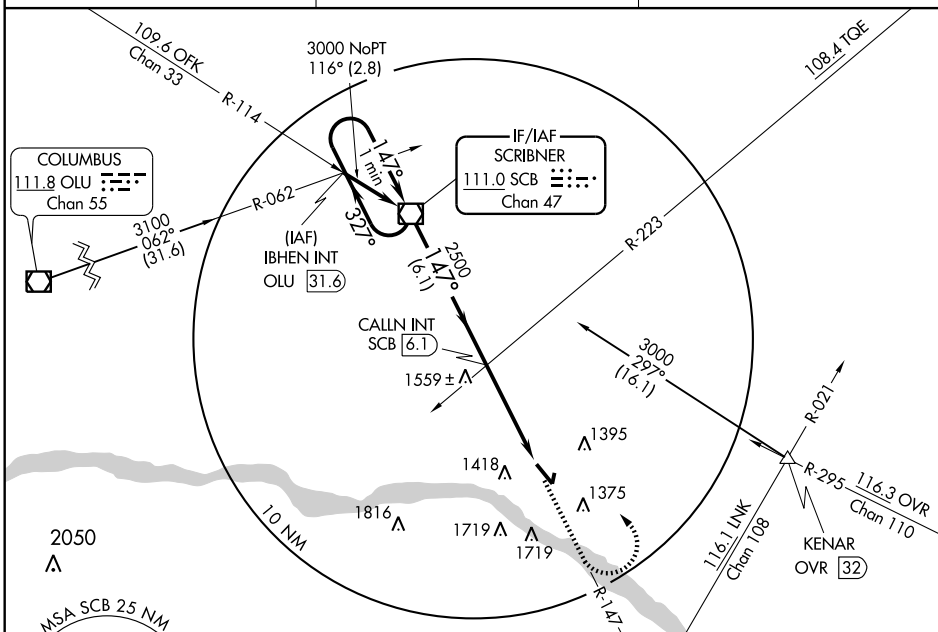 109.6 OFK
Chan 33
R-114
3000 NoPT
116° (2.8)
108.4 TQE
COLUMBUS
111.8 OLU
Chan 55
147°
1 min
327°
IF/IAF
SCRIBNER
111.0 SCB
Chan 47
R-062
3100
062°
(31.6)
(IAF)
IBHEN INT
OLU 31.6
2500
147°
(6.1)
R-223
CALLN INT
SCB 6.1
1559 ±
3000
297°
(16.1)
R-021
1395
1418
1375
R-295
116.3 OVR
Chan 110
1816
1719
1719
10 NM
116.1 LNK
Chan 108
KENAR
OVR 32
2050
R-147
MSA SCB 25 NM